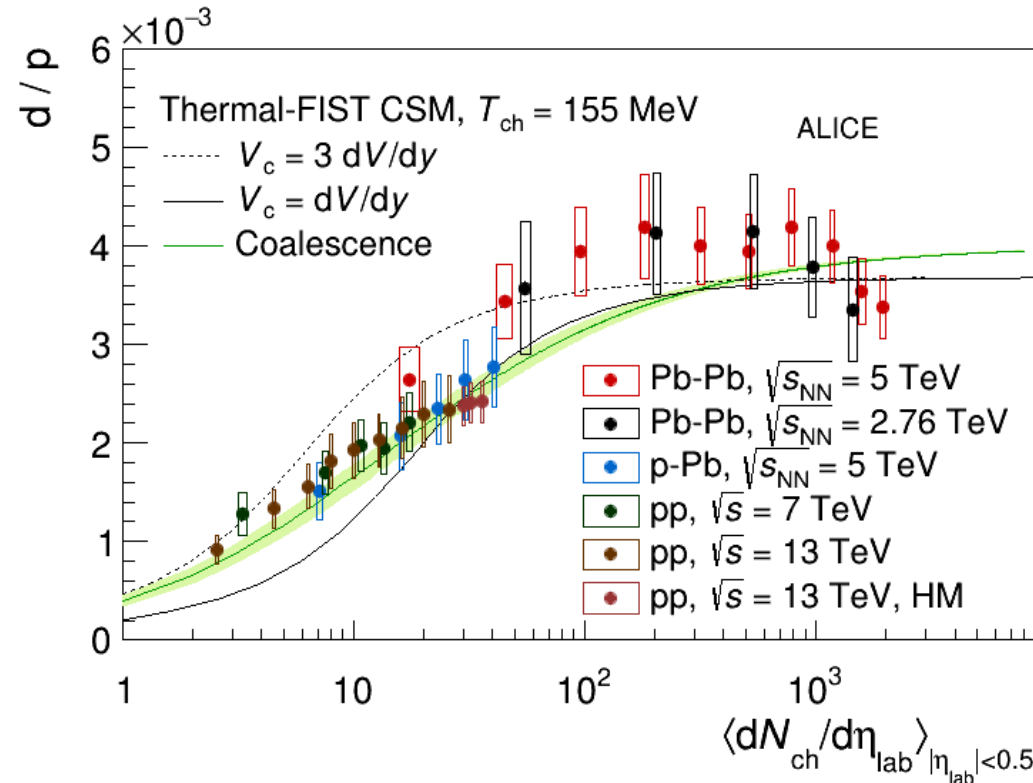 ×10⁻³
d / p
6
5
4
3
2
1
0
Thermal-FIST CSM, T_ch = 155 MeV
ALICE
V_c = 3 dV/dy
V_c = dV/dy
Coalescence
Pb-Pb, √s_NN = 5 TeV
Pb-Pb, √s_NN = 2.76 TeV
p-Pb, √s_NN = 5 TeV
pp, √s = 7 TeV
pp, √s = 13 TeV
pp, √s = 13 TeV, HM
1 10 10² 10³
⟨dN_ch/dη_lab⟩_|η_lab|<0.5